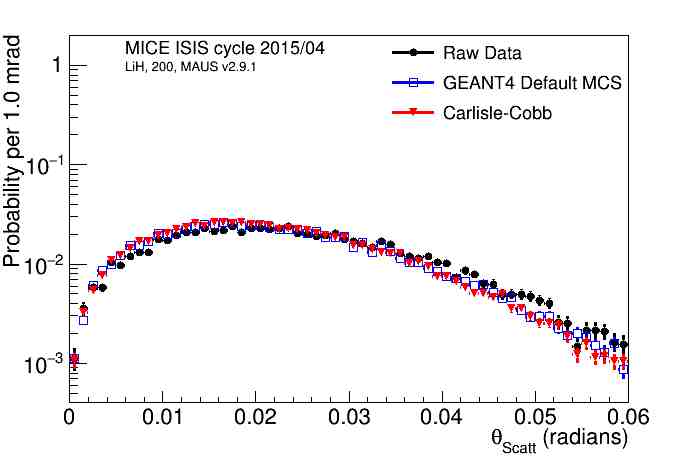 MICE ISIS cycle 2015/04
LiH, 200, MAUS v2.9.1
Raw Data
GEANT4 Default MCS
Carlisle-Cobb
Probability per 1.0 mrad
1
10⁻¹
10⁻²
10⁻³
0 0.01 0.02 0.03 0.04 0.05 0.06
θ_Scatt (radians)